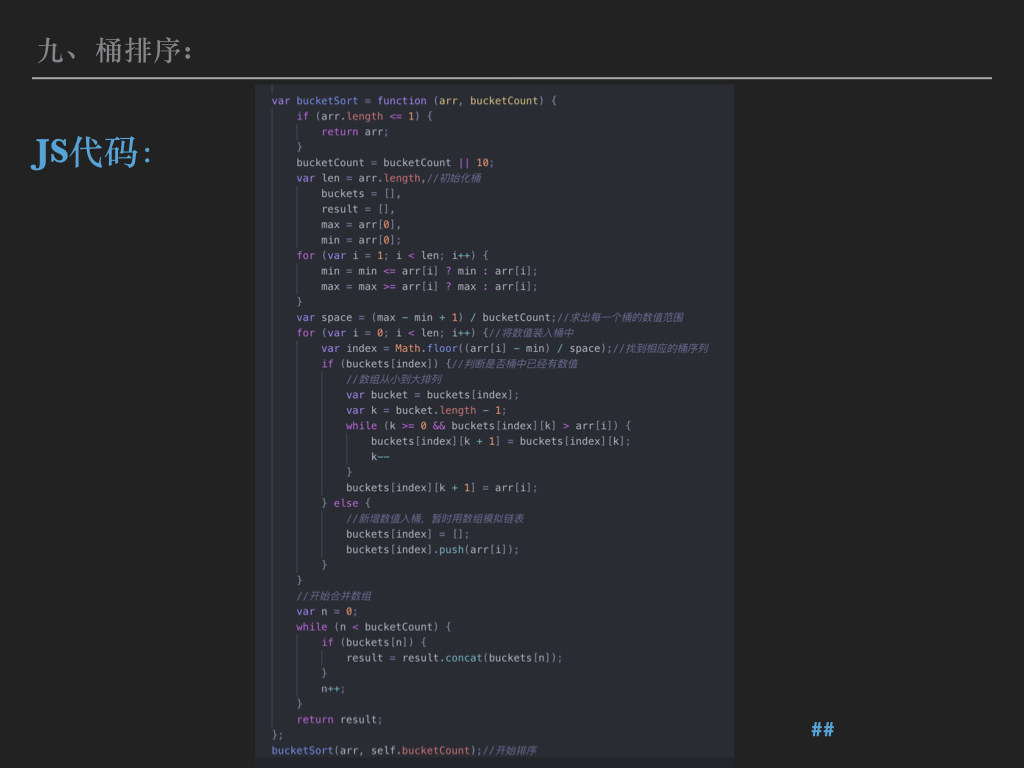 九、桶排序:
JS代码:
var bucketSort = function (arr, bucketCount) {
if (arr.length <= 1) {
return arr;
}
bucketCount = bucketCount || 10;
var len = arr.length,//初始化桶
buckets = [],
result = [],
max = arr[0],
min = arr[0];
for (var i = 1; i < len; i++) {
min = min <= arr[i] ? min : arr[i];
max = max >= arr[i] ? max : arr[i];
}
var space = (max - min + 1) / bucketCount;//求出每一个桶的数值范围
for (var i = 0; i < len; i++) {//将数值装入桶中
var index = Math.floor((arr[i] - min) / space);//找到相应的桶序列
if (buckets[index]) {//判断是否桶中已经有数值
//数组从小到大排列
var bucket = buckets[index];
var k = bucket.length - 1;
while (k >= 0 && buckets[index][k] > arr[i]) {
buckets[index][k + 1] = buckets[index][k];
k--
}
buckets[index][k + 1] = arr[i];
} else {
//新增数值入桶，暂时用数组模拟链表
buckets[index] = [];
buckets[index].push(arr[i]);
}
}
//开始合并数组
var n = 0;
while (n < bucketCount) {
if (buckets[n]) {
result = result.concat(buckets[n]);
}
n++;
}
return result;
};
bucketSort(arr, self.bucketCount);//开始排序
##